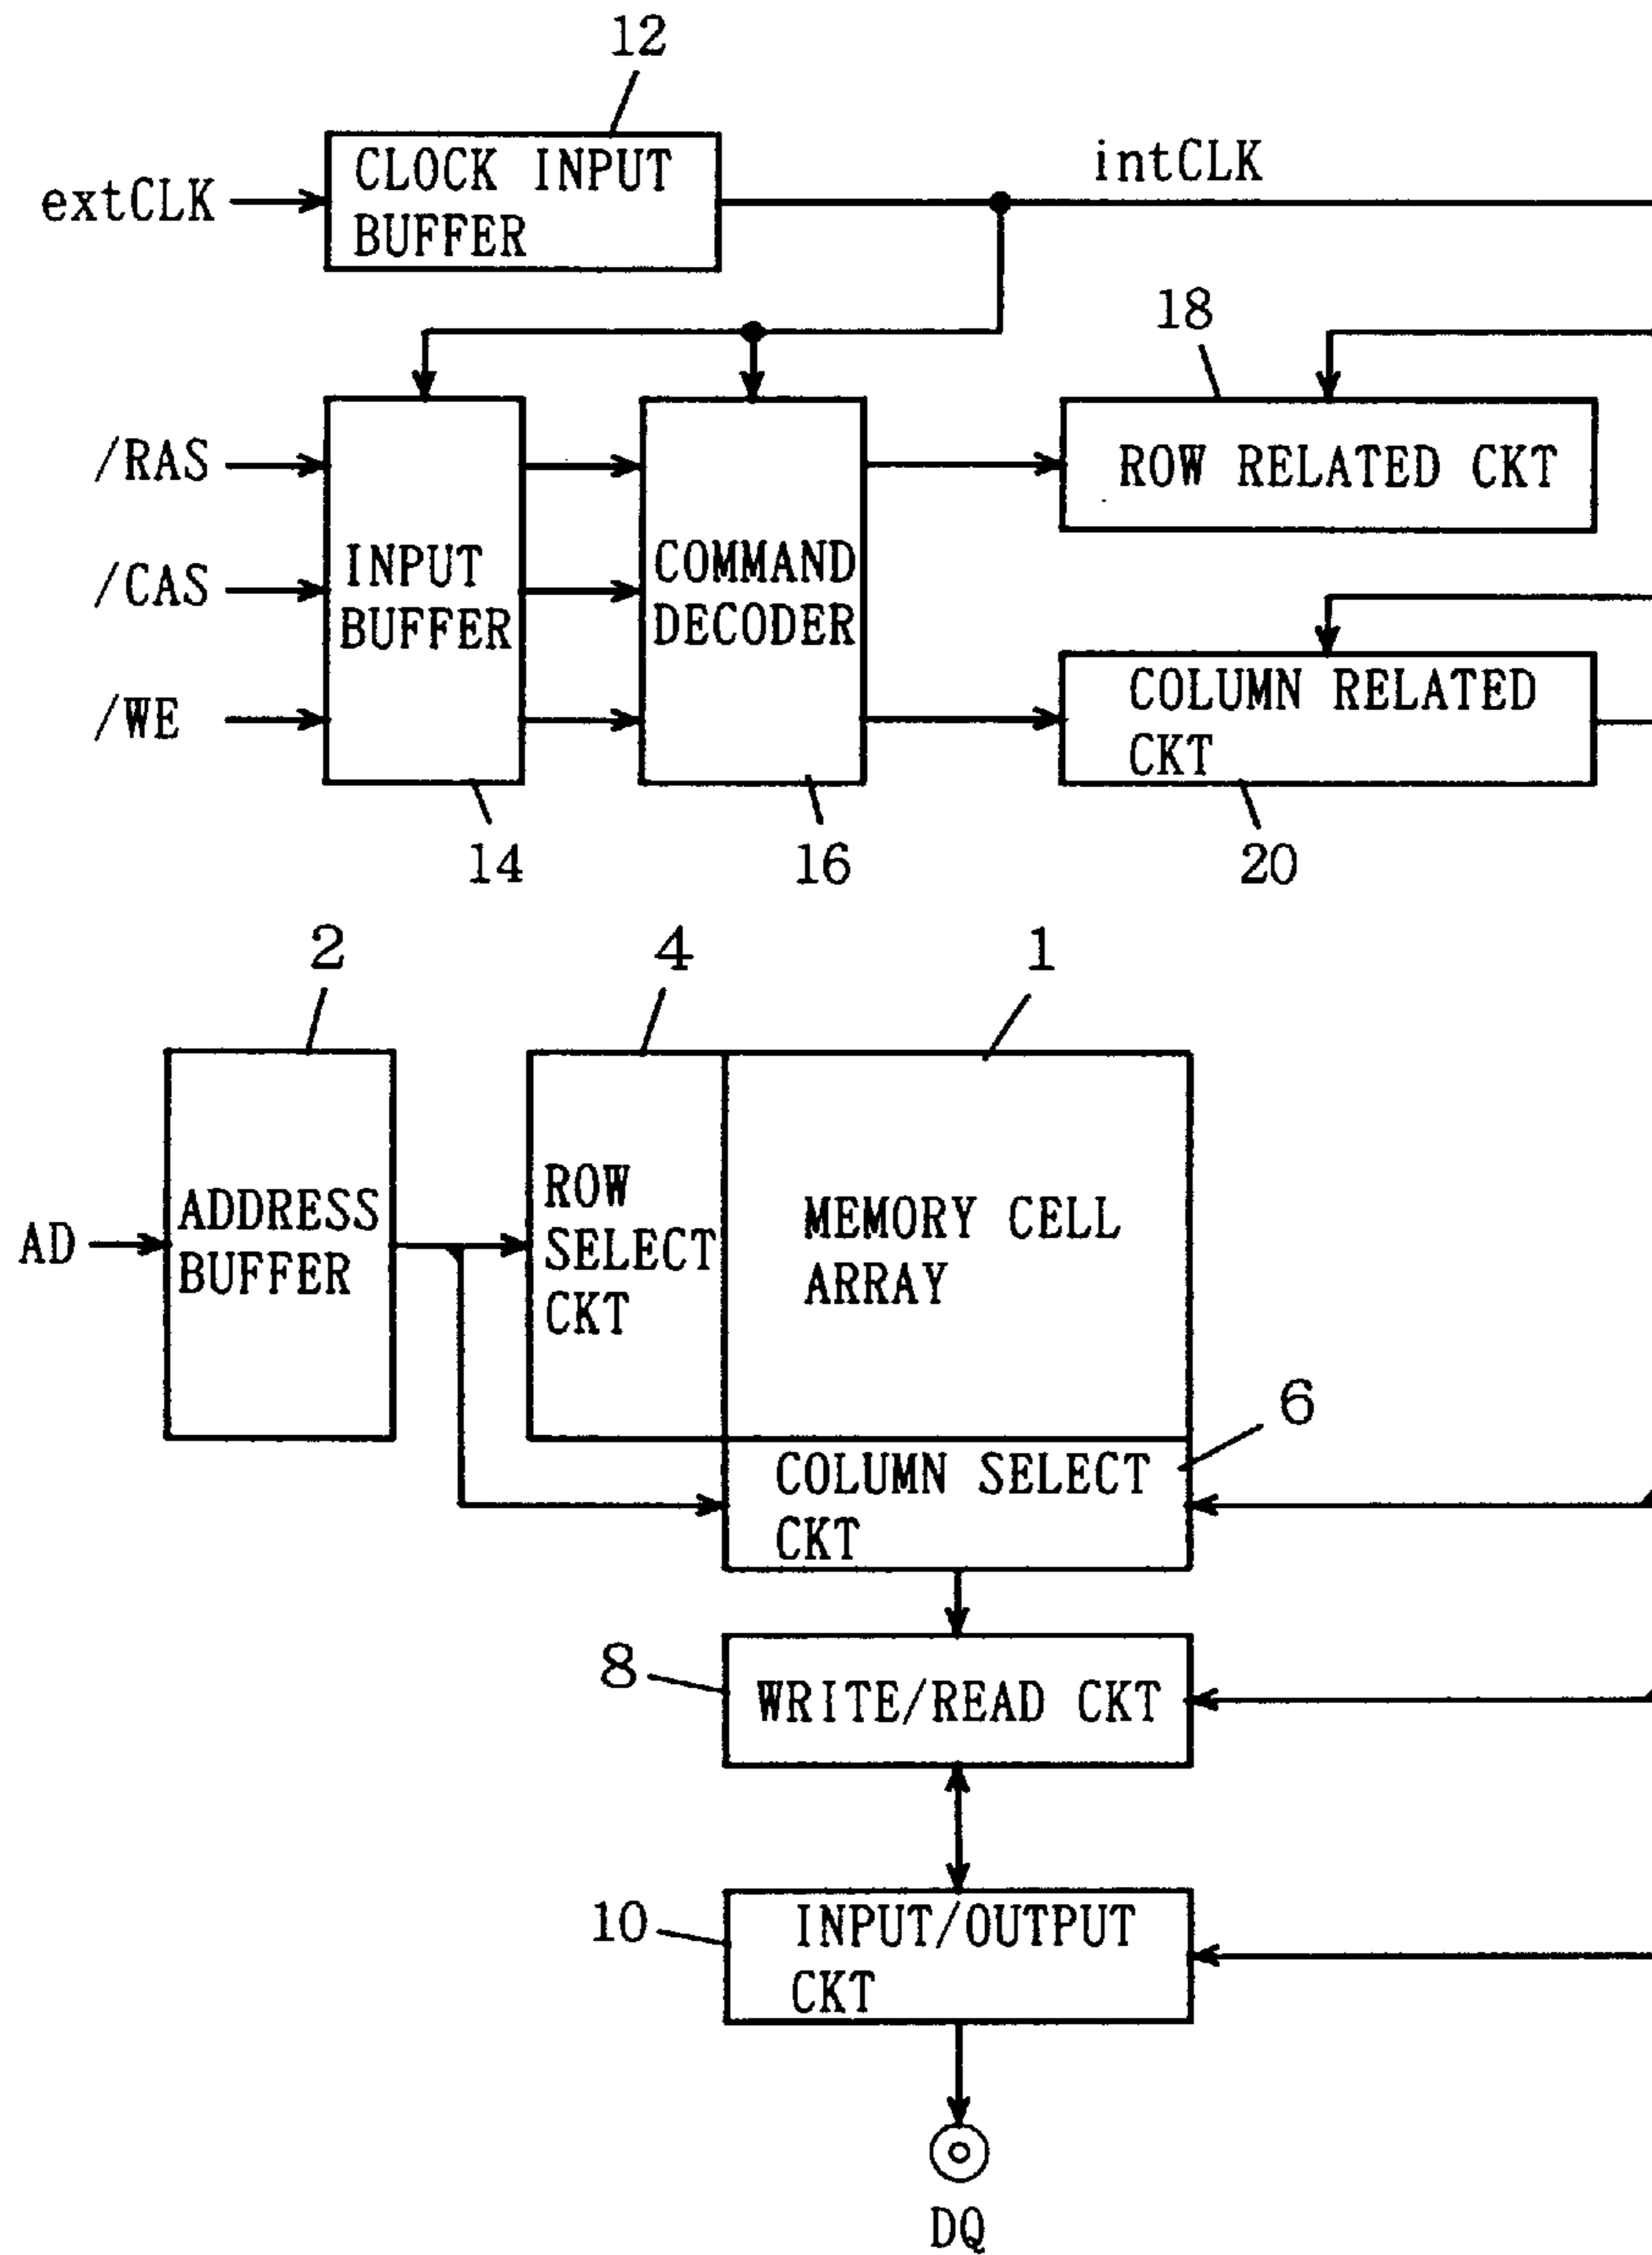 12
CLOCK INPUT
BUFFER
extCLK
intCLK
18
ROW RELATED CKT
/RAS
/CAS
/WE
INPUT
BUFFER
COMMAND
DECODER
COLUMN RELATED
CKT
14
16
20
2
4
1
AD
ADDRESS
BUFFER
ROW
SELECT
CKT
MEMORY CELL
ARRAY
6
COLUMN SELECT
CKT
8
WRITE/READ CKT
10
INPUT/OUTPUT
CKT
DQ